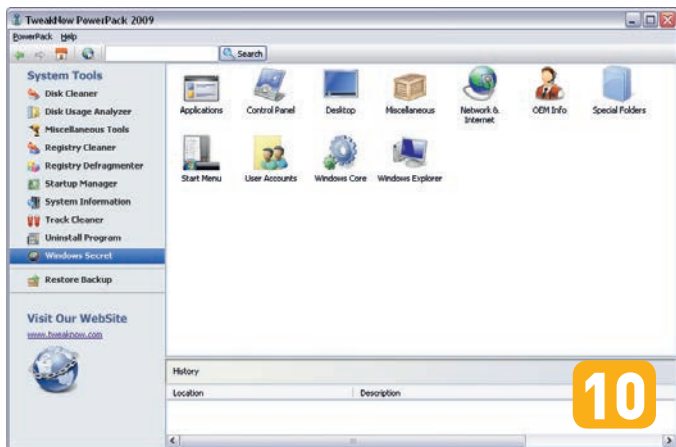 TweakNow PowerPack 2009
PowerPack Help
Search
System Tools
Disk Cleaner
Disk Usage Analyzer
Miscellaneous Tools
Registry Cleaner
Registry Defragmenter
Startup Manager
System Information
Track Cleaner
Uninstall Program
Windows Secret
Restore Backup
Visit Our WebSite
www.tweaknow.com
Applications Control Panel Desktop Miscellaneous Network & Internet OEM Info Special Folders
Start Menu User Accounts Windows Core Windows Explorer
History
Location Description
10